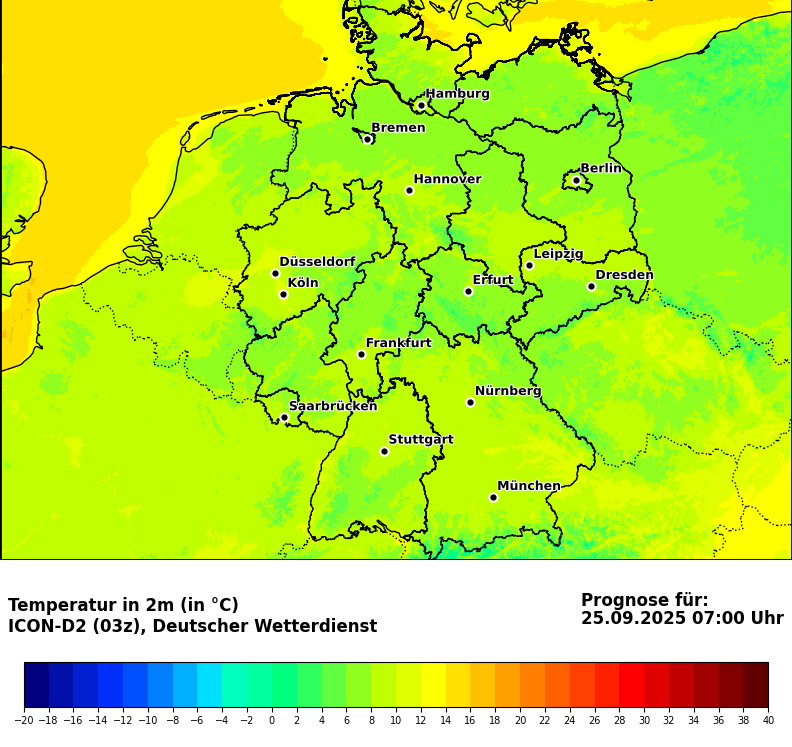 Hamburg
Bremen
Berlin
Hannover
Leipzig
Düsseldorf
Dresden
Erfurt
Köln
Frankfurt
Nürnberg
Saarbrücken
Stuttgart
München
Temperatur in 2m (in °C)
ICON-D2 (03z), Deutscher Wetterdienst
Prognose für:
25.09.2025 07:00 Uhr
−20 −18 −16 −14 −12 −10 −8 −6 −4 −2 0 2 4 6 8 10 12 14 16 18 20 22 24 26 28 30 32 34 36 38 40